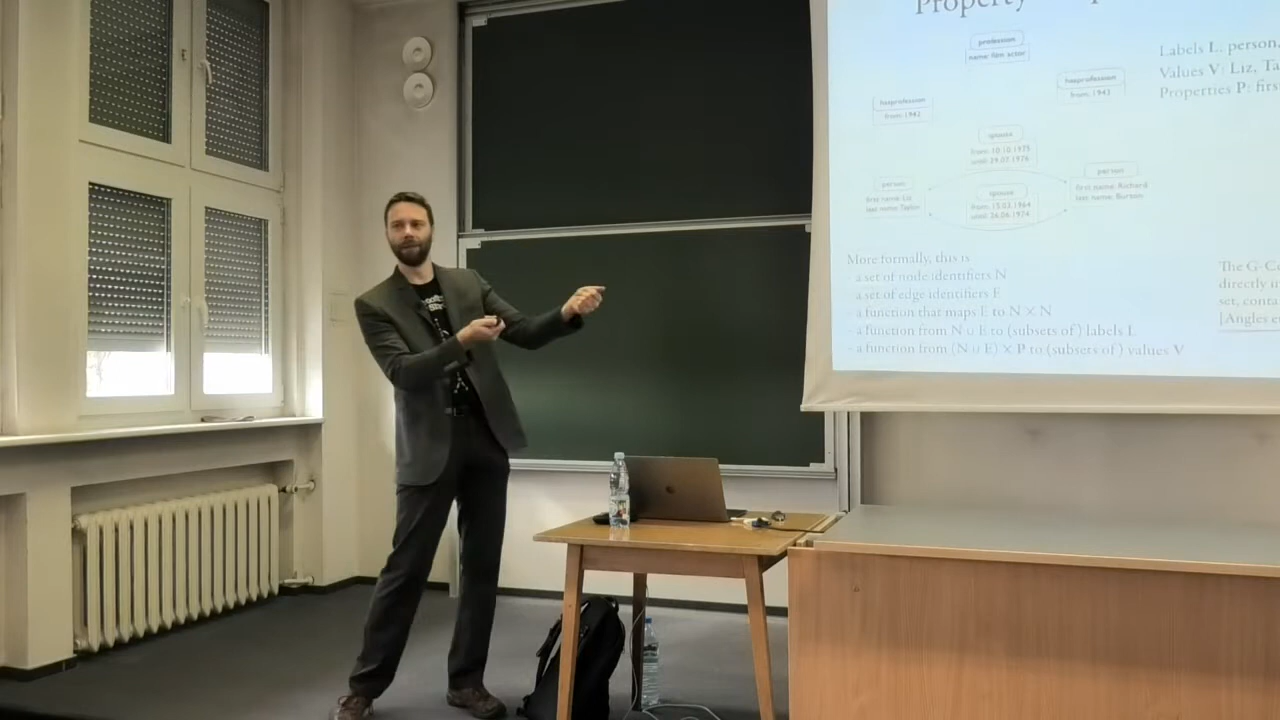 Property
profession
name: film actor
Labels L: person,
Values V: Liz, Ta
Properties P: firs
hasprofession
from: 1943
hasprofession
from: 1942
spouse
from: 10.10.1975
until: 29.07.1976
person
first name: Richard
last name: Burton
person
first name: Liz
last name: Taylor
spouse
from: 15.03.1964
until: 26.06.1974
More formally, this is
- a set of node identifiers N
- a set of edge identifiers E
- a function that maps E to N × N
- a function from N ∪ E to (subsets of) labels L
- a function from (N ∪ E) × P to (subsets of) values V
The G-Co
directly i
set, conta
[Angles e